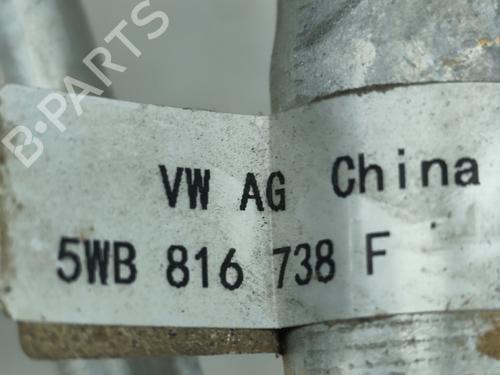 B-PARTS
VW AG China
5WB 816 738 F